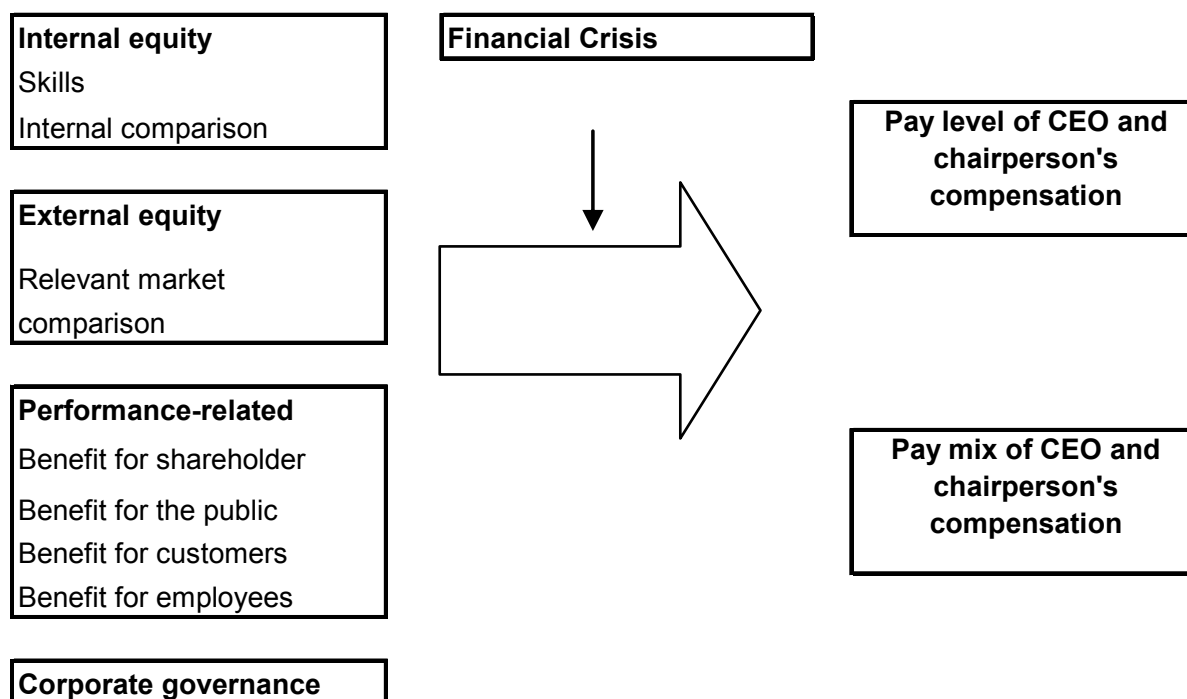 Internal equity
Skills
Internal comparison
External equity
Relevant market
comparison
Performance-related
Benefit for shareholder
Benefit for the public
Benefit for customers
Benefit for employees
Corporate governance
Financial Crisis
Pay level of CEO and
chairperson's
compensation
Pay mix of CEO and
chairperson's
compensation